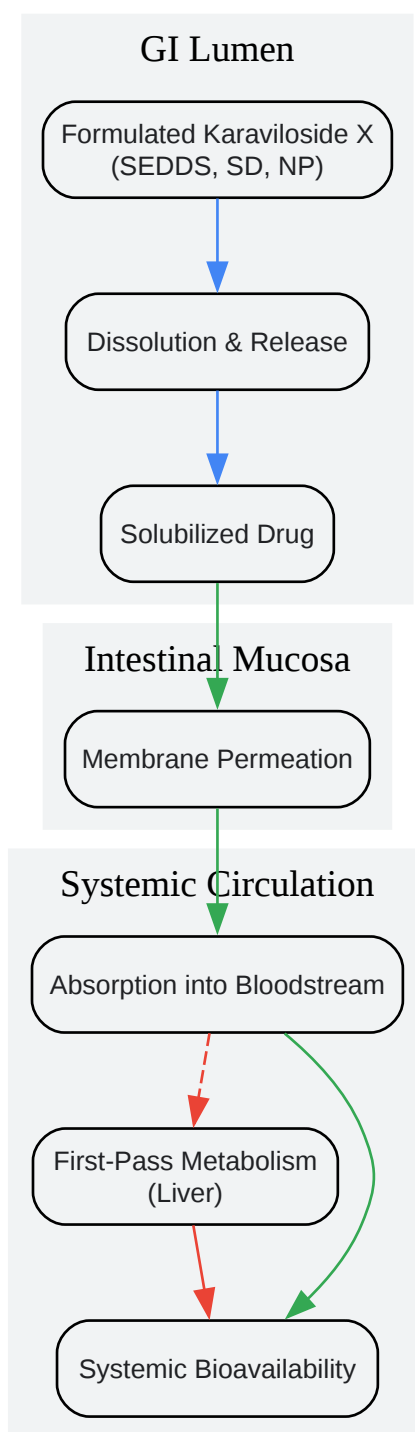 GI Lumen
Formulated Karaviloside X
(SEDDS, SD, NP)
Dissolution & Release
Solubilized Drug
Intestinal Mucosa
Membrane Permeation
Systemic Circulation
Absorption into Bloodstream
First-Pass Metabolism
(Liver)
Systemic Bioavailability